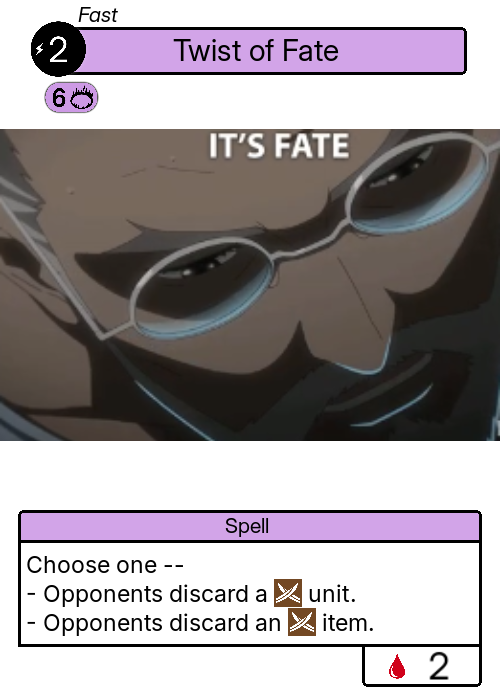 Fast
2
Twist of Fate
6
IT'S FATE
Spell
Choose one --
- Opponents discard a unit.
- Opponents discard an item.
2